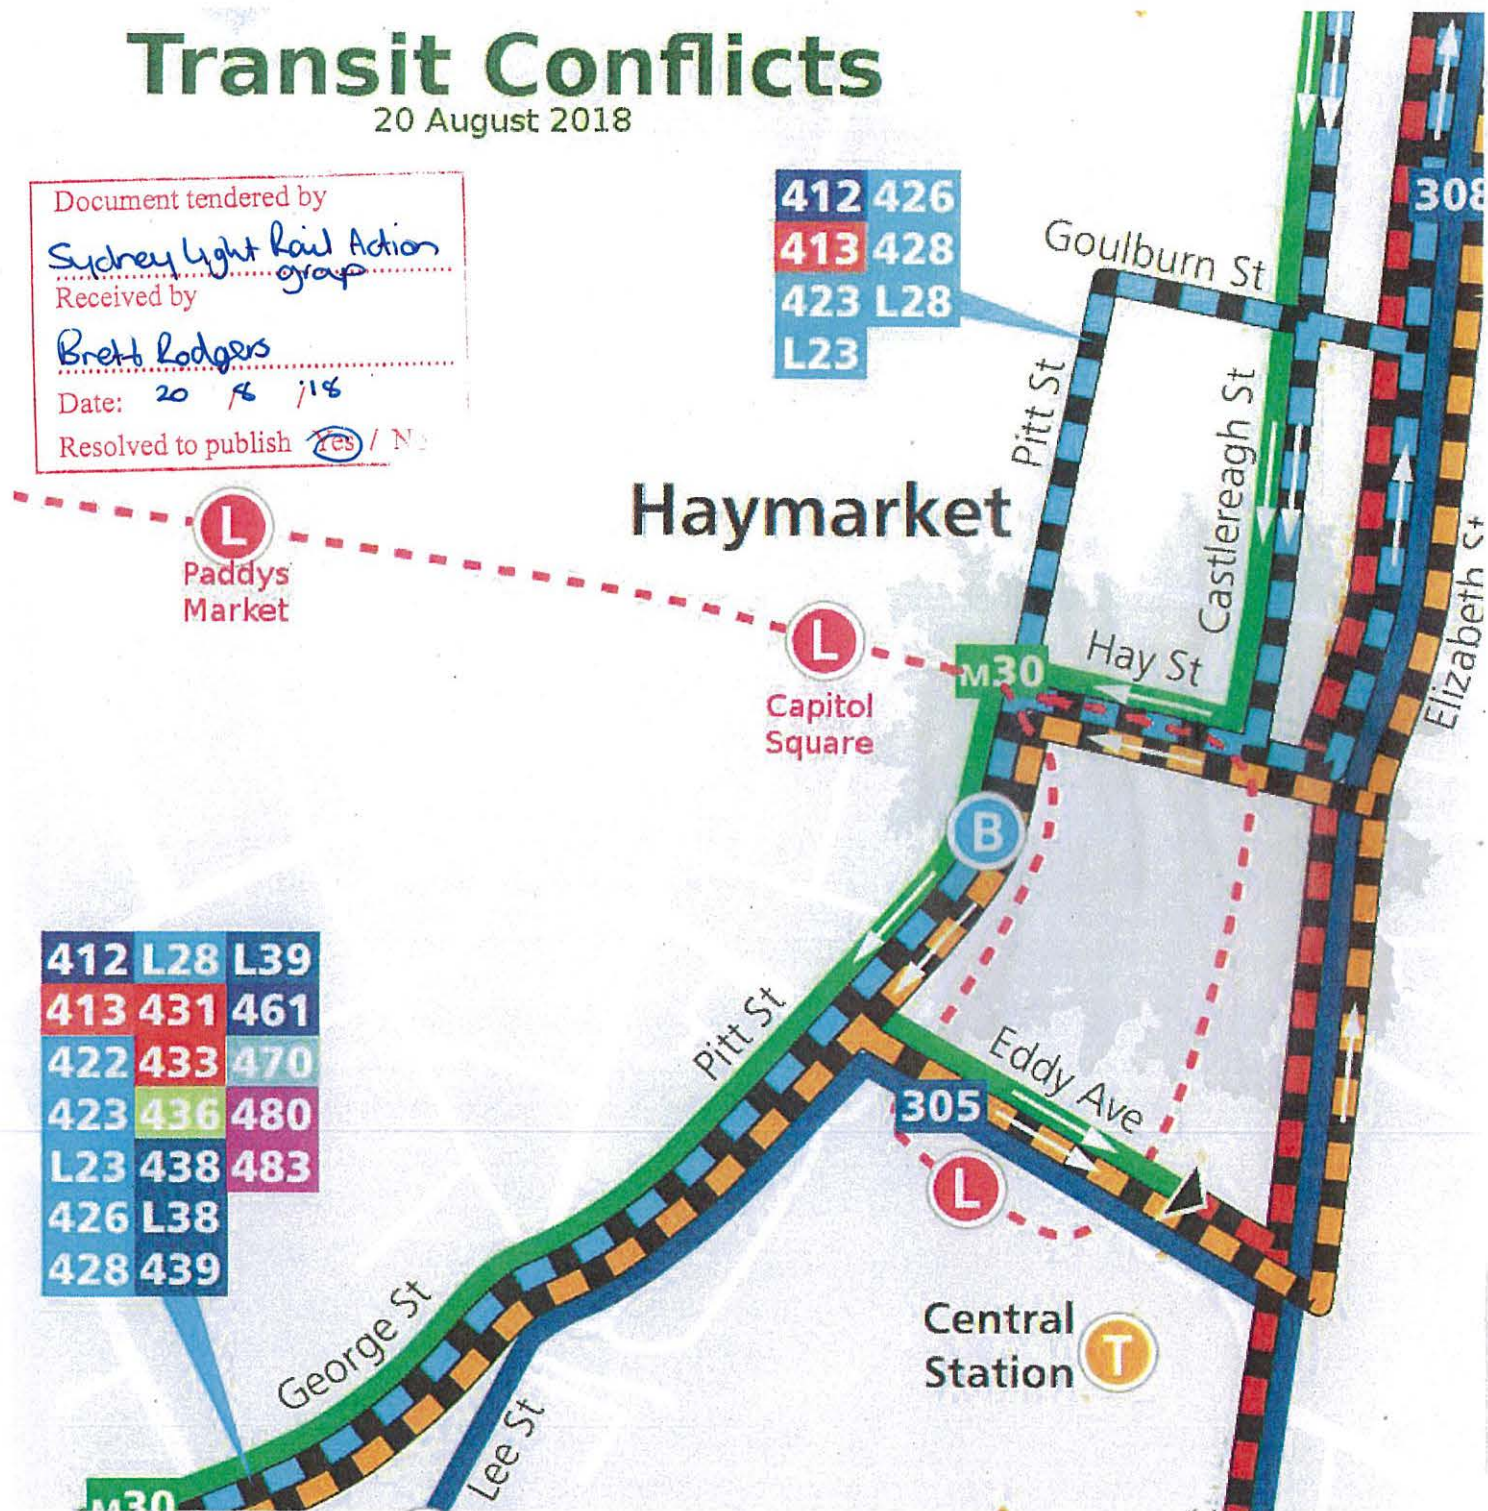 Transit Conflicts
20 August 2018
Document tendered by
Sydney Light Rail Action
group
Received by
Brett Rodgers
Date: 20 / 8 / 18
Resolved to publish Yes / No
412 426
413 428
423 L28
L23
308
Goulburn St
Pitt St
Castlereagh St
Elizabeth St
Haymarket
L
Paddys
Market
L
Capitol
Square
M30
Hay St
B
412 L28 L39
413 431 461
422 433 470
423 436 480
L23 438 483
426 L38
428 439
Pitt St
Eddy Ave
305
L
Central
Station
T
George St
Lee St
M30